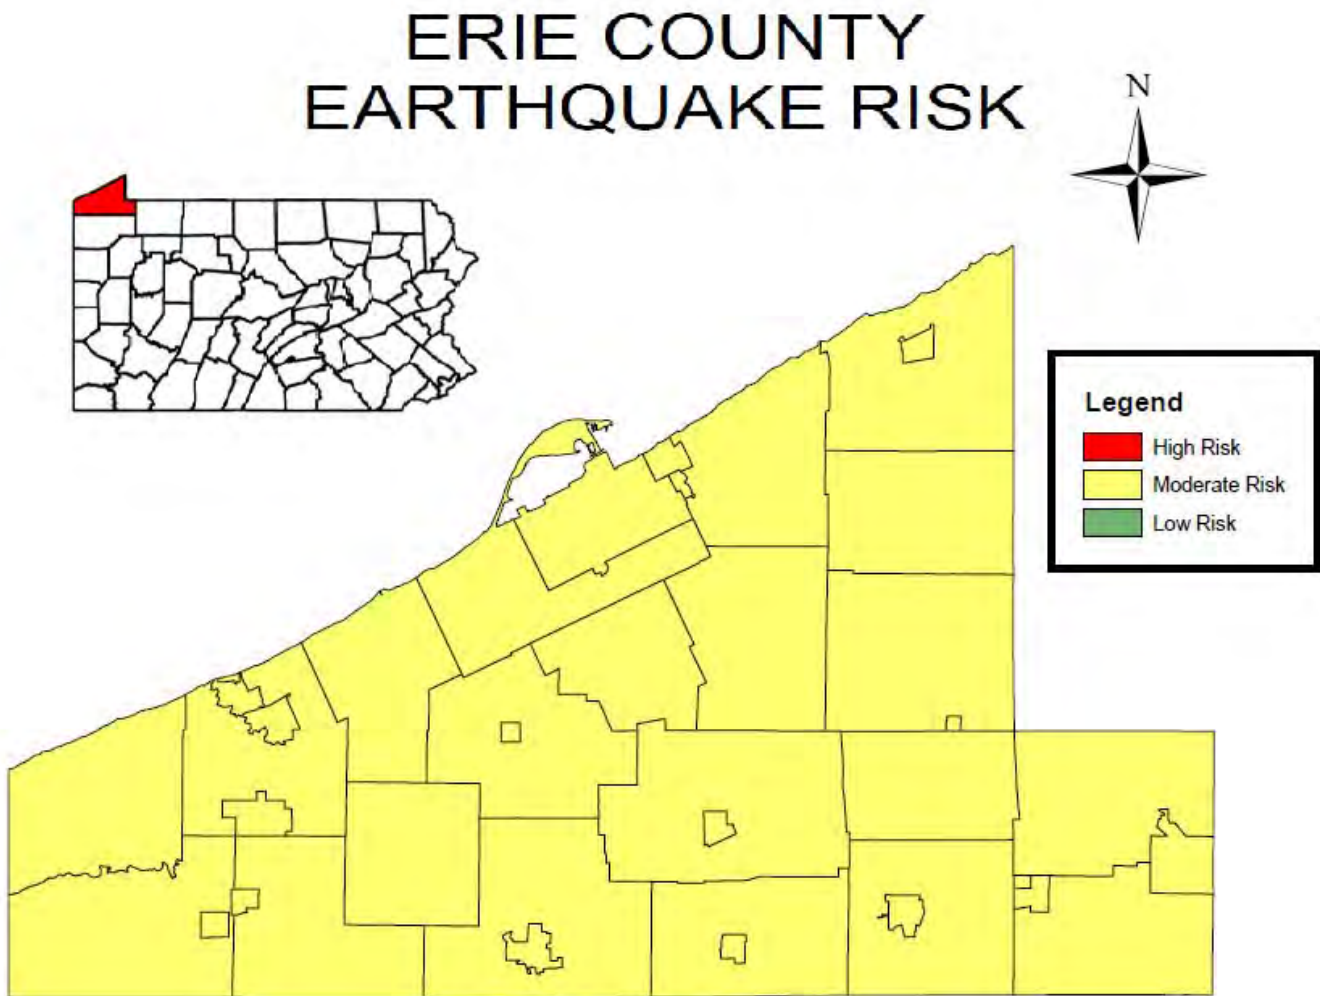 ERIE COUNTY
EARTHQUAKE RISK
N
Legend
High Risk
Moderate Risk
Low Risk